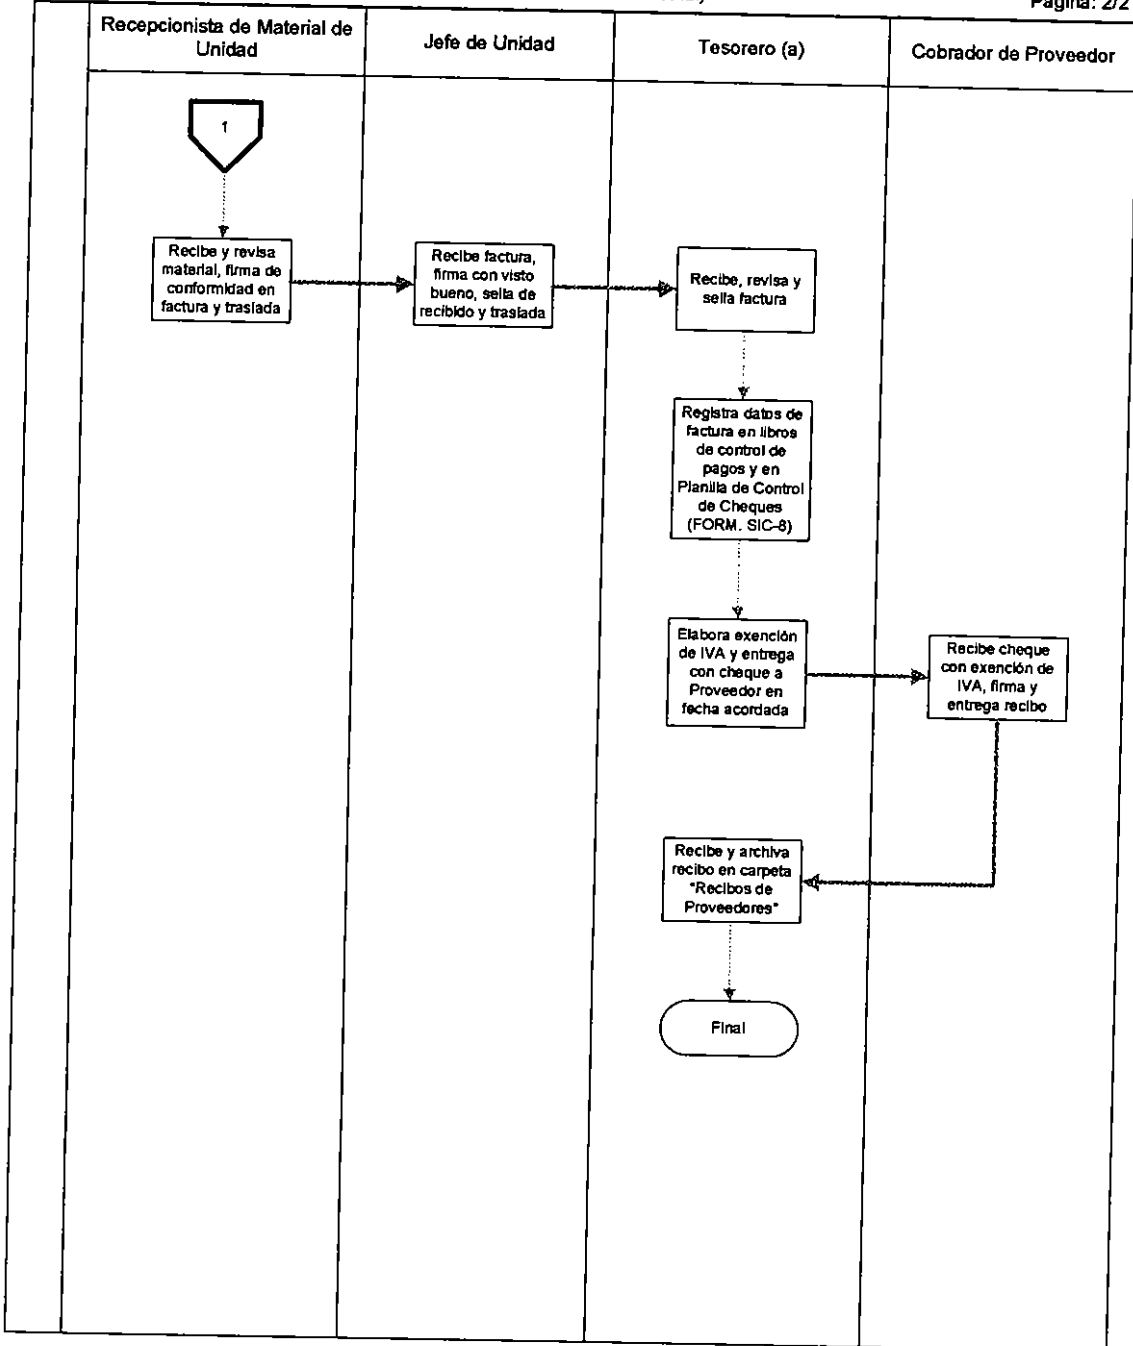 Página: 2/2
Recepcionista de Material de
Unidad
Jefe de Unidad
Tesorero (a)
Cobrador de Proveedor
1
Recibe y revisa
material, firma de
conformidad en
factura y traslada
Recibe factura,
firma con visto
bueno, sella de
recibido y traslada
Recibe, revisa y
sella factura
Registra datos de
factura en libros
de control de
pagos y en
Planilla de Control
de Cheques
(FORM. SIC-8)
Elabora exención
de IVA y entrega
con cheque a
Proveedor en
fecha acordada
Recibe cheque
con exención de
IVA, firma y
entrega recibo
Recibe y archiva
recibo en carpeta
"Recibos de
Proveedores"
Final